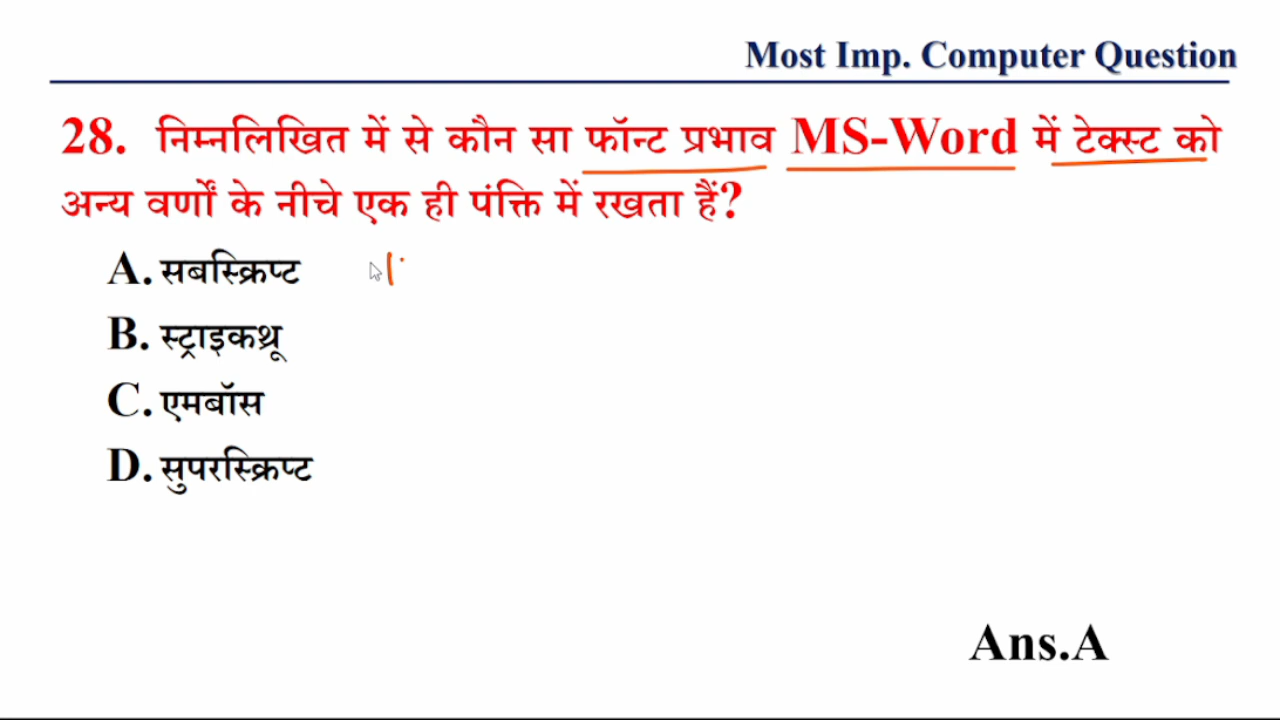 Most Imp. Computer Question
28. निम्नलिखित में से कौन सा फॉन्ट प्रभाव MS-Word में टेक्स्ट को
अन्य वर्णों के नीचे एक ही पंक्ति में रखता हैं?
A. सबस्क्रिप्ट
B. स्ट्राइकथ्रू
C. एमबॉस
D. सुपरस्क्रिप्ट
Ans.A